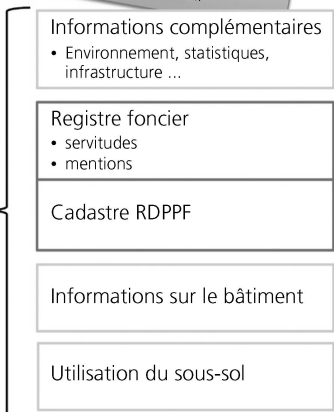 Informations complémentaires
• Environnement, statistiques,
infrastructure ...
Registre foncier
• servitudes
• mentions
Cadastre RDPPF
Informations sur le bâtiment
Utilisation du sous-sol